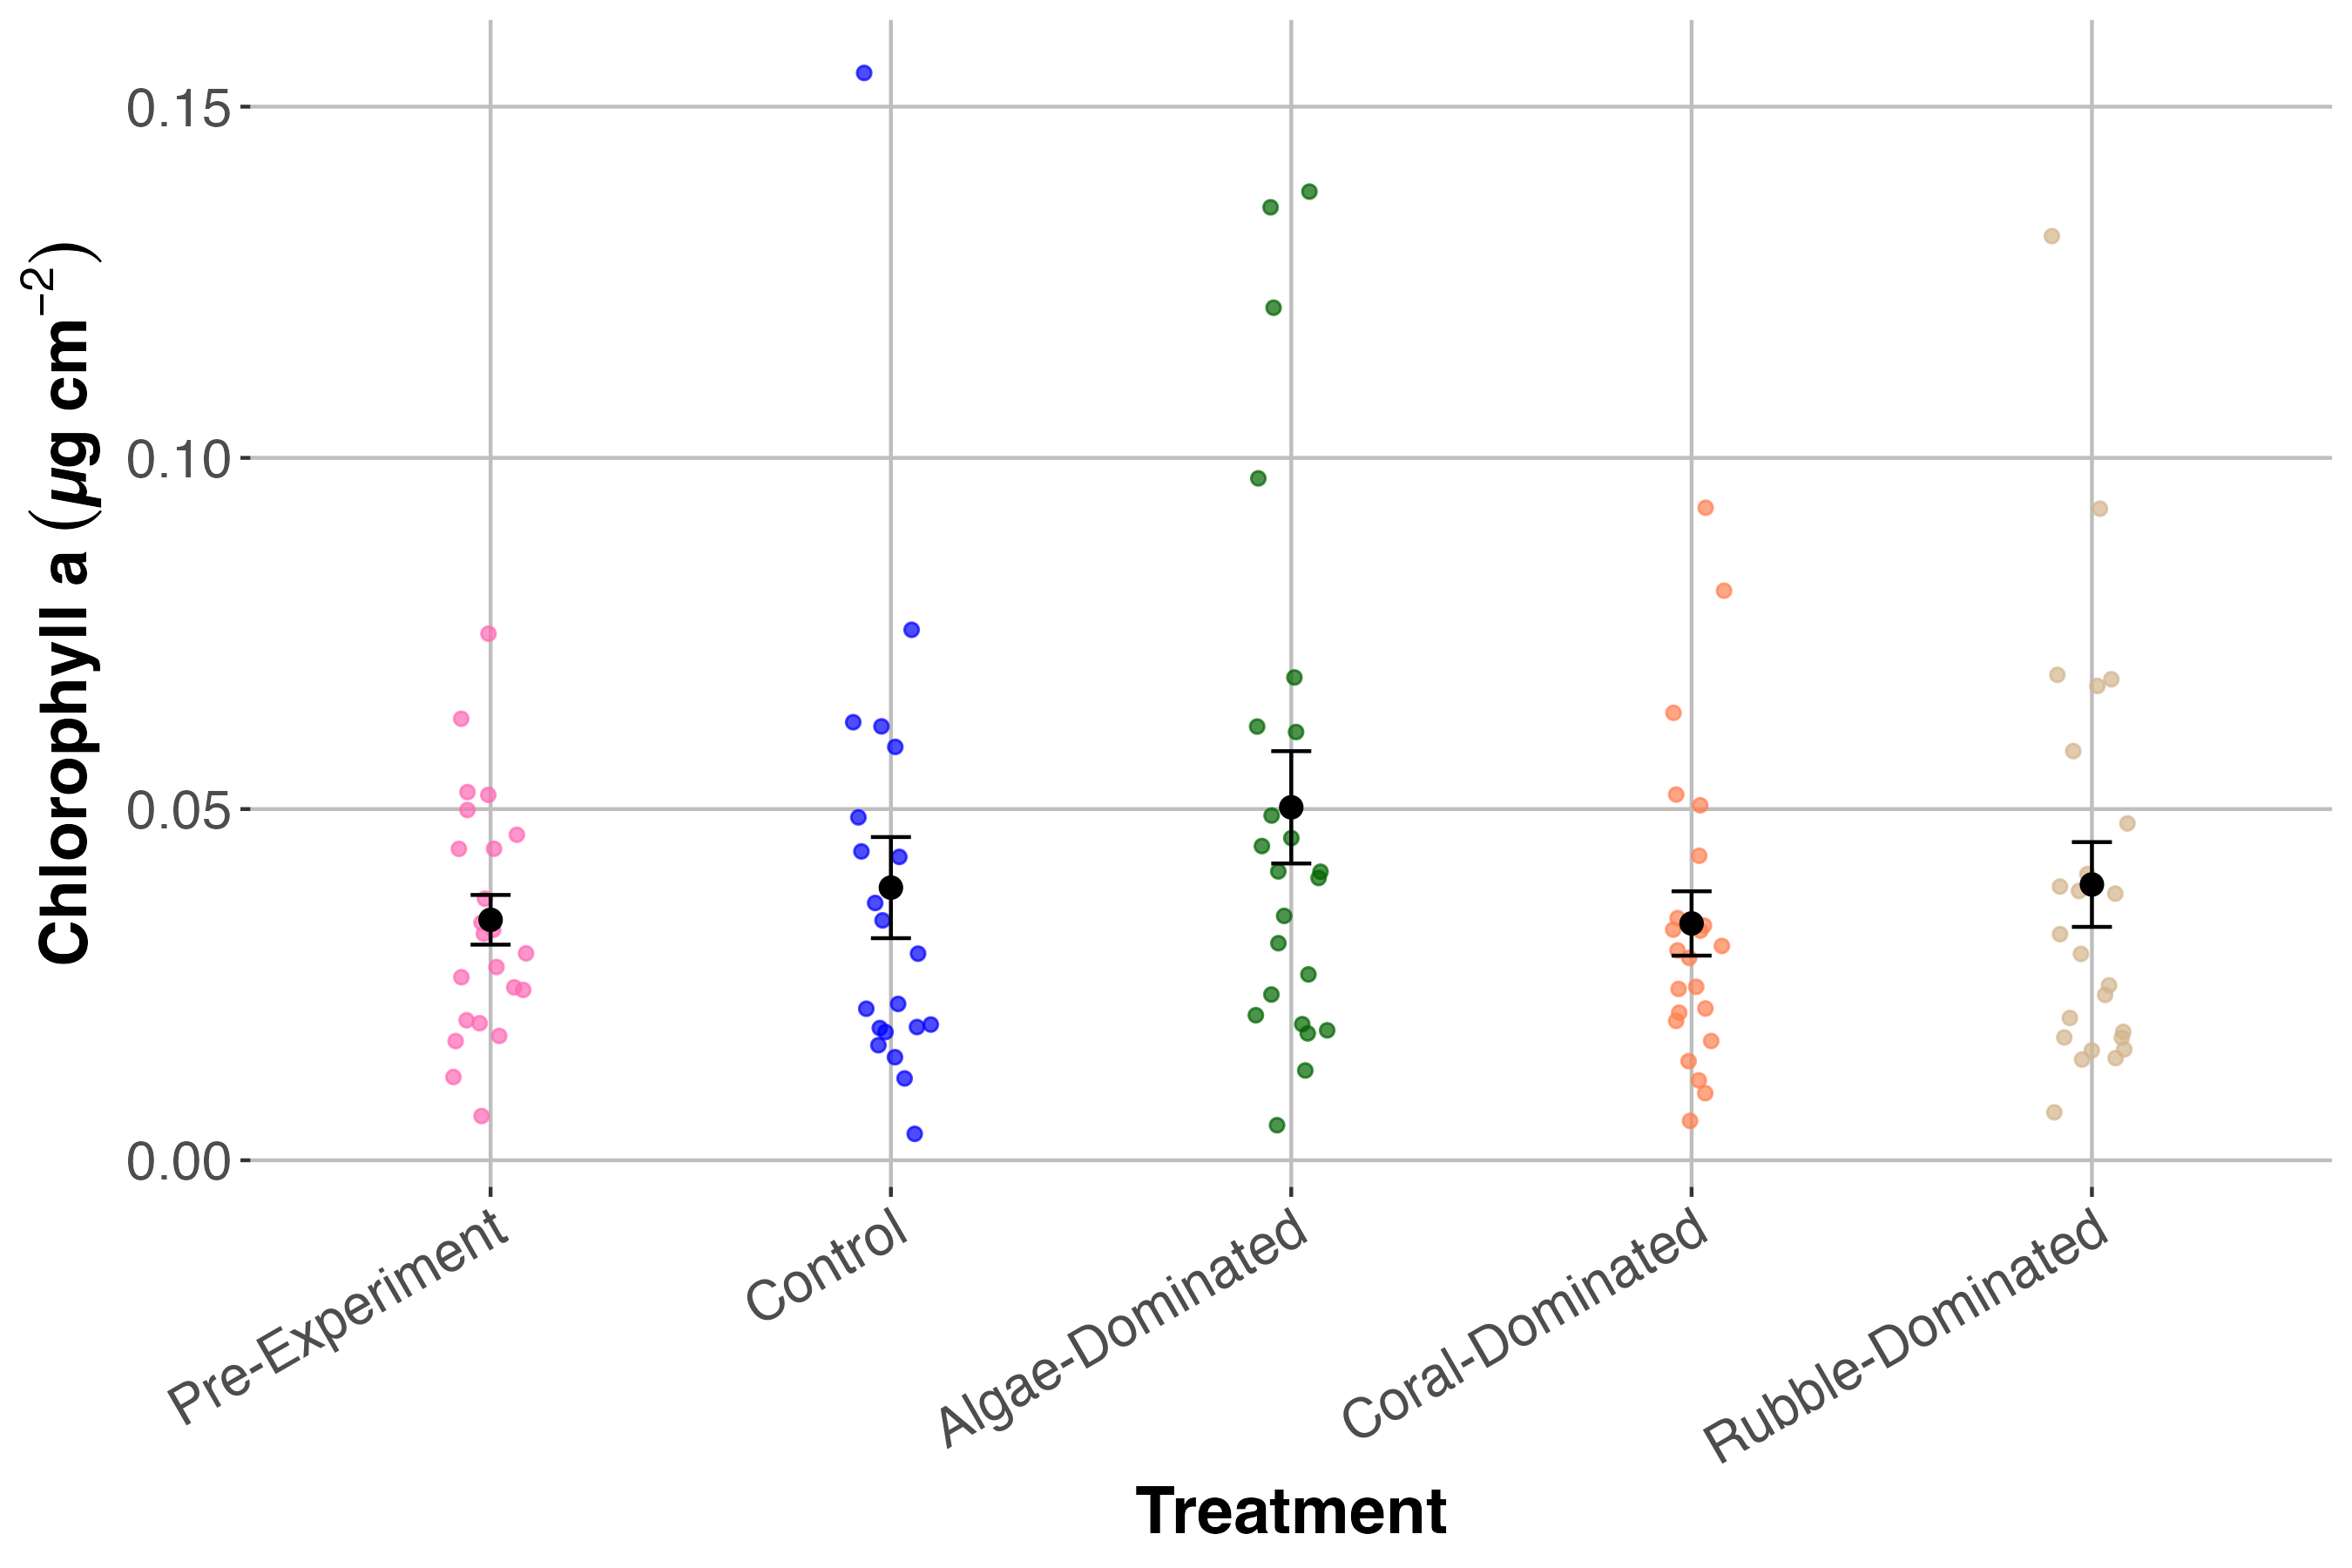 Chlorophyll a (µg cm⁻²)
0.15
0.10
0.05
0.00
Pre-Experiment
Control
Algae-Dominated
Coral-Dominated
Rubble-Dominated
Treatment